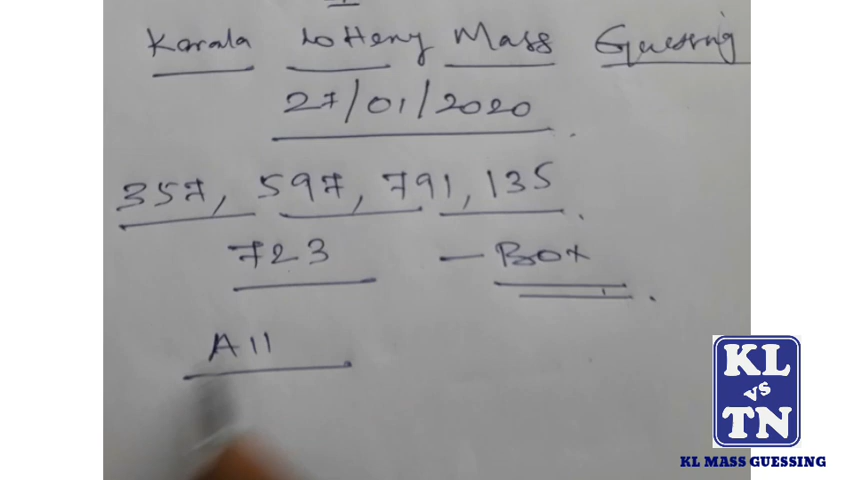 Kerala Lottery Mass Guessing
27/01/2020
357, 597, 791, 135
723 - Box
All
KL
VS
TN
KL MASS GUESSING